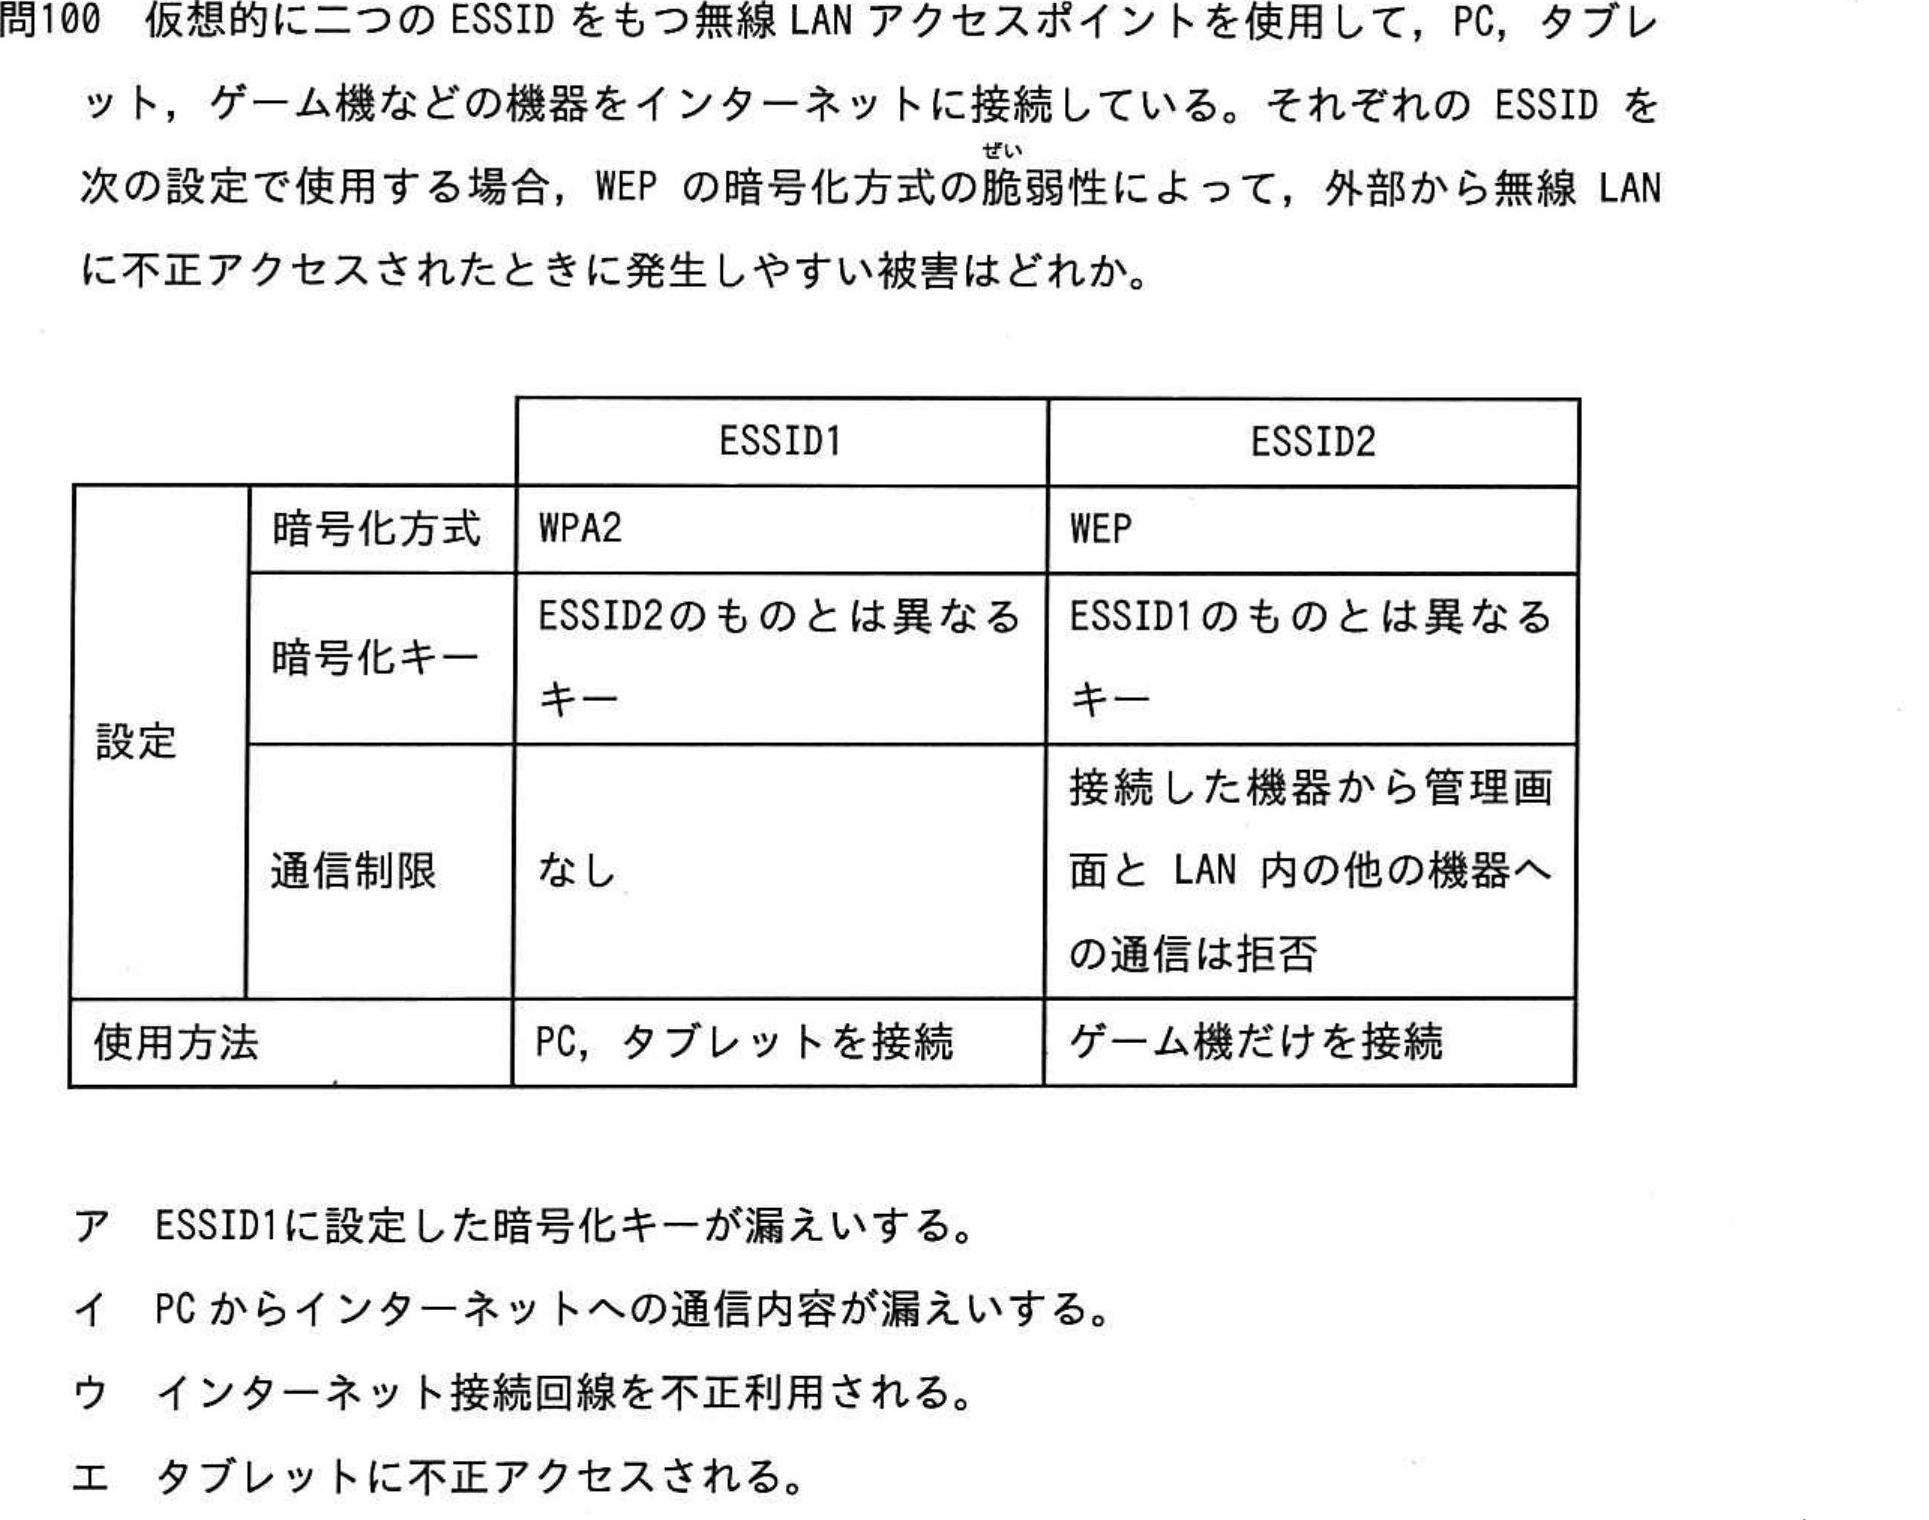 問100 仮想的に二つの ESSID をもつ無線 LAN アクセスポイントを使用して，PC，タブレ
ット，ゲーム機などの機器をインターネットに接続している。それぞれの ESSID を
ぜい
次の設定で使用する場合，WEP の暗号化方式の脆弱性によって，外部から無線 LAN
に不正アクセスされたときに発生しやすい被害はどれか。
ESSID1 ESSID2
設定
暗号化方式 WPA2 WEP
暗号化キー
ESSID2のものとは異なる
キー
ESSID1のものとは異なる
キー
通信制限
なし
接続した機器から管理画
面と LAN 内の他の機器へ
の通信は拒否
使用方法 PC，タブレットを接続 ゲーム機だけを接続
ア ESSID1に設定した暗号化キーが漏えいする。
イ PC からインターネットへの通信内容が漏えいする。
ウ インターネット接続回線を不正利用される。
エ タブレットに不正アクセスされる。